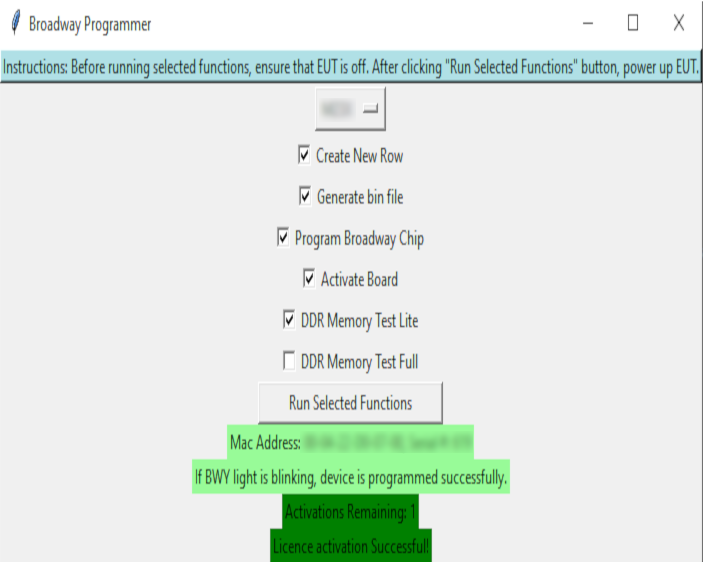 Broadway Programmer
Instructions: Before running selected functions, ensure that EUT is off. After clicking "Run Selected Functions" button, power up EUT.
Create New Row
Generate bin file
Program Broadway Chip
Activate Board
DDR Memory Test Lite
DDR Memory Test Full
Run Selected Functions
Mac Address:
If BWY light is blinking, device is programmed successfully.
Activations Remaining: 1
Licence activation Successful!